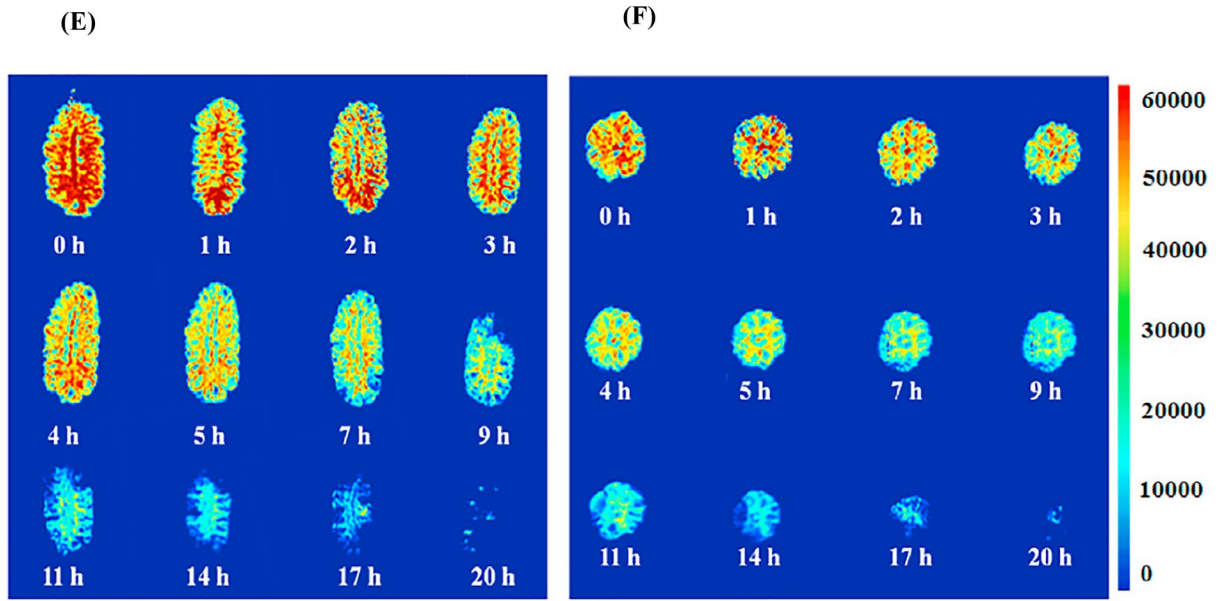 (E)
(F)
0 h 1 h 2 h 3 h
4 h 5 h 7 h 9 h
11 h 14 h 17 h 20 h
0 h 1 h 2 h 3 h
4 h 5 h 7 h 9 h
11 h 14 h 17 h 20 h
60000
50000
40000
30000
20000
10000
0